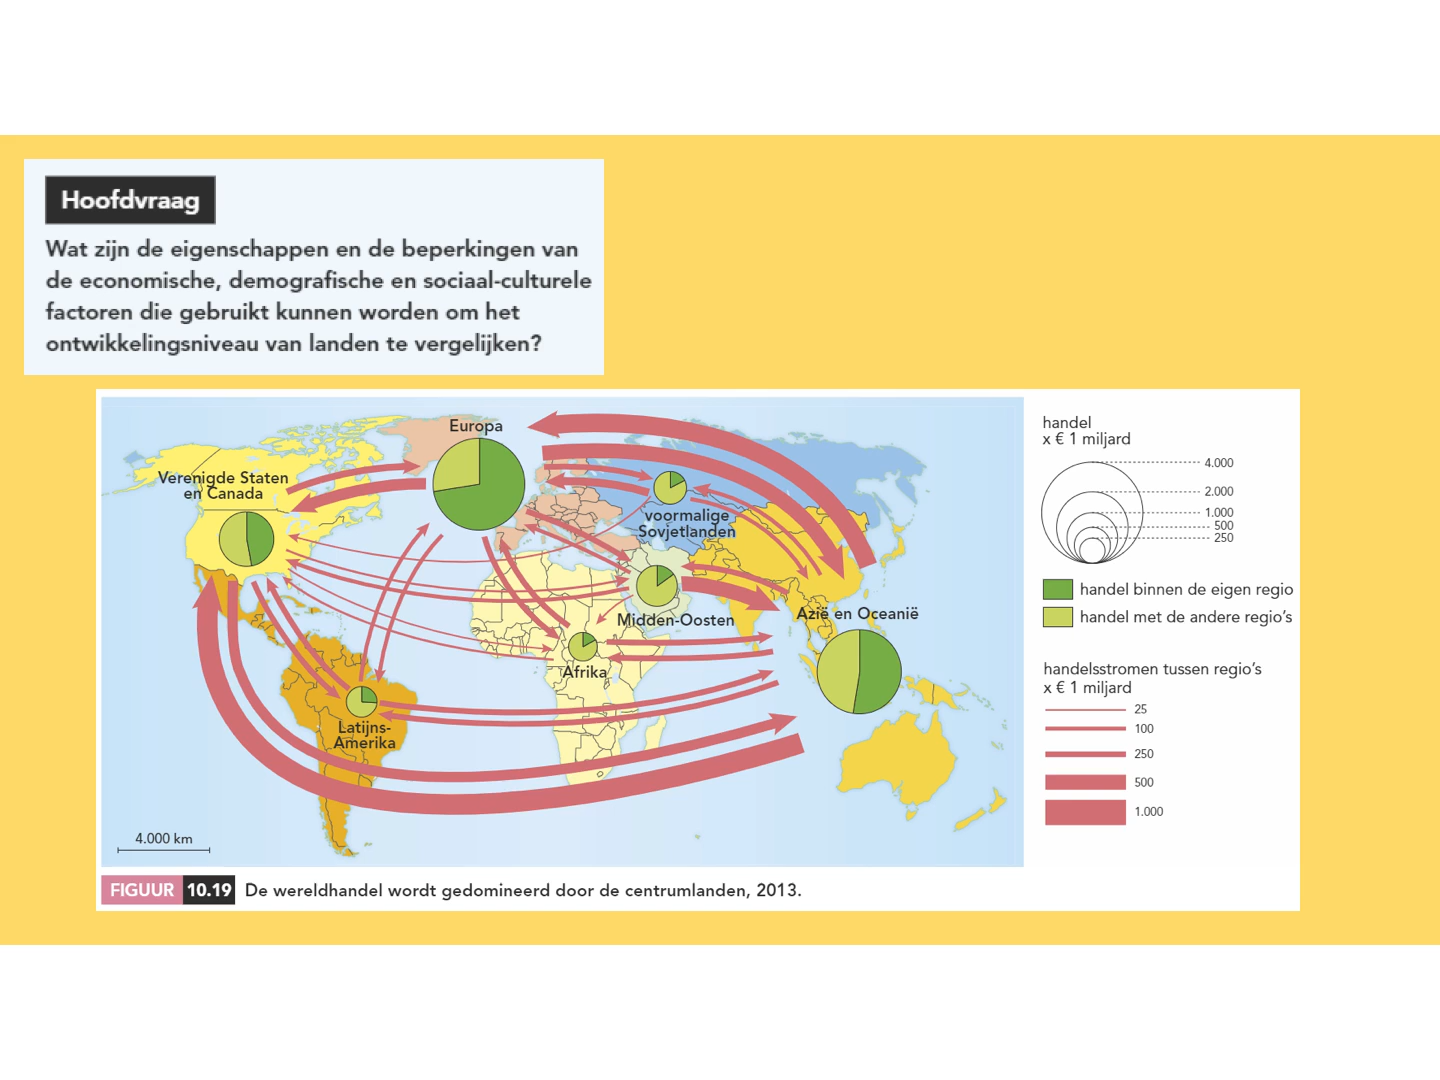 Hoofdvraag
Wat zijn de eigenschappen en de beperkingen van
de economische, demografische en sociaal-culturele
factoren die gebruikt kunnen worden om het
ontwikkelingsniveau van landen te vergelijken?
Europa
Verenigde Staten
en Canada
voormalige
Sovjetlanden
Midden-Oosten
Azië en Oceanië
Afrika
Latijns-
Amerika
4.000 km
handel
x € 1 miljard
4.000
2.000
1.000
500
250
handel binnen de eigen regio
handel met de andere regio's
handelsstromen tussen regio's
x € 1 miljard
25
100
250
500
1.000
FIGUUR 10.19 De wereldhandel wordt gedomineerd door de centrumlanden, 2013.